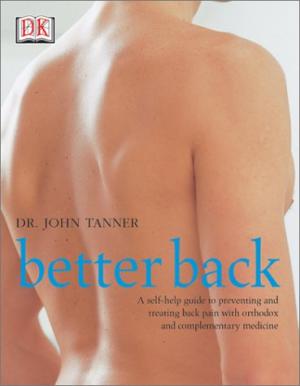 DK
DR. JOHN TANNER
better back
A self-help guide to preventing and
treating back pain with orthodox
and complementary medicine